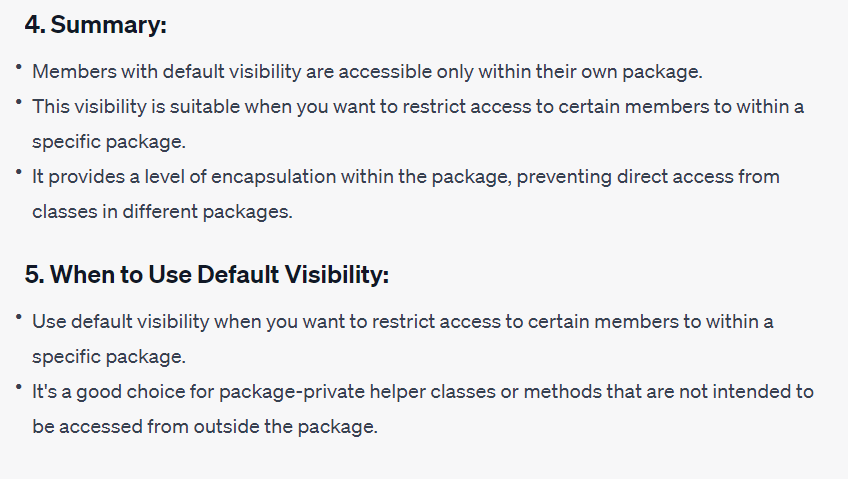 4. Summary:
• Members with default visibility are accessible only within their own package.
• This visibility is suitable when you want to restrict access to certain members to within a
specific package.
• It provides a level of encapsulation within the package, preventing direct access from
classes in different packages.
5. When to Use Default Visibility:
• Use default visibility when you want to restrict access to certain members to within a
specific package.
• It's a good choice for package-private helper classes or methods that are not intended to
be accessed from outside the package.